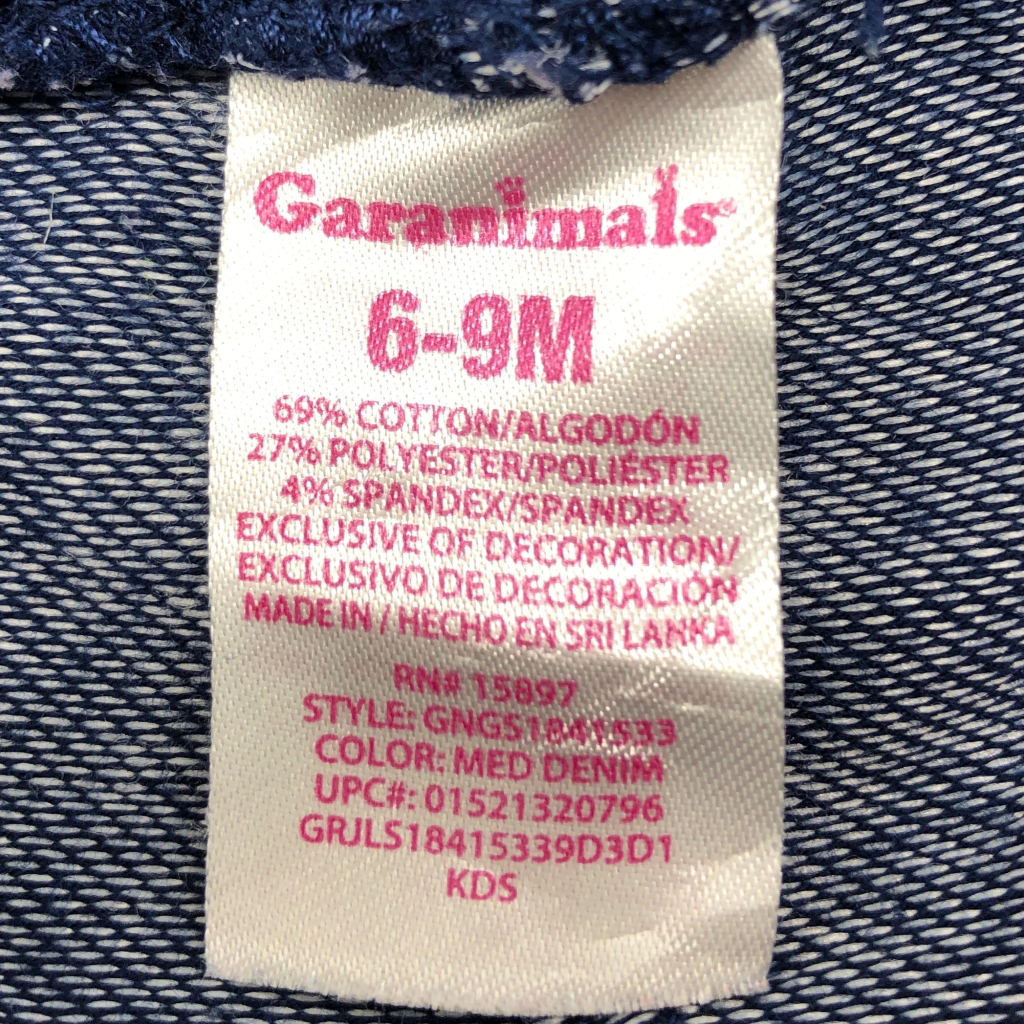 Garanimals
6-9M
69% COTTON/ALGODÓN
27% POLYESTER/POLIÉSTER
4% SPANDEX/SPANDEX
EXCLUSIVE OF DECORATION/
EXCLUSIVO DE DECORACIÓN
MADE IN / HECHO EN SRI LANKA
RN# 15897
STYLE: GNGS1841533
COLOR: MED DENIM
UPC#: 01521320796
GRJLS18415339D3D1
KDS